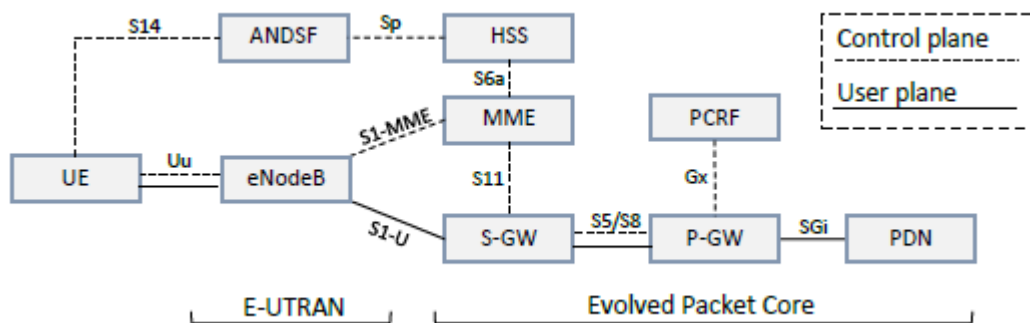 S14
ANDSF
Sp
HSS
Control plane
User plane
S6a
S1-MME
MME
PCRF
UE
Uu
eNodeB
S11
Gx
S1-U
S-GW
S5/S8
P-GW
SGi
PDN
E-UTRAN
Evolved Packet Core